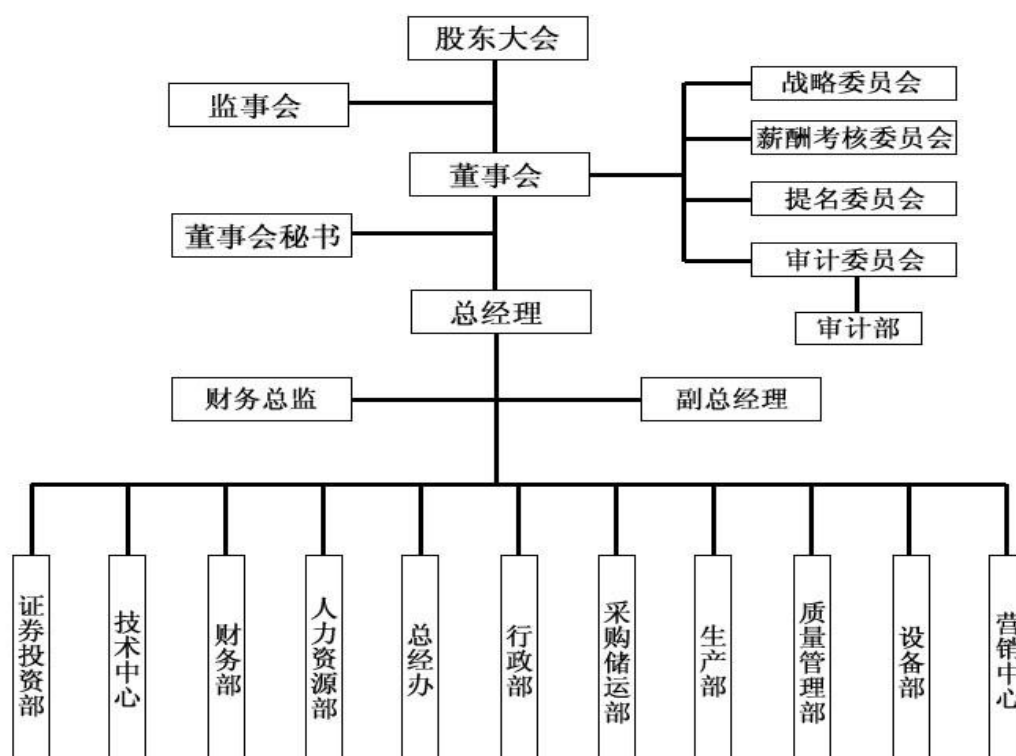 股东大会
监事会
战略委员会
薪酬考核委员会
董事会
提名委员会
董事会秘书
审计委员会
总经理
审计部
财务总监
副总经理
证券投资部
技术中心
财务部
人力资源部
总经办
行政部
采购储运部
生产部
质量管理部
设备部
营销中心